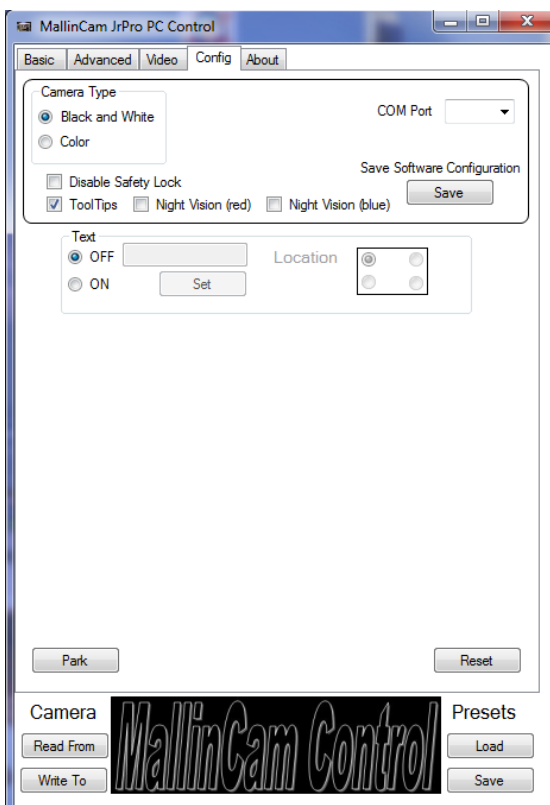 MallinCam JrPro PC Control
Basic Advanced Video Config About
Camera Type
Black and White
Color
COM Port
Disable Safety Lock
Save Software Configuration
Save
ToolTips Night Vision (red) Night Vision (blue)
Text
OFF
Location
ON
Set
Park
Reset
Camera
Read From
Write To
MallinCam Control
Presets
Load
Save